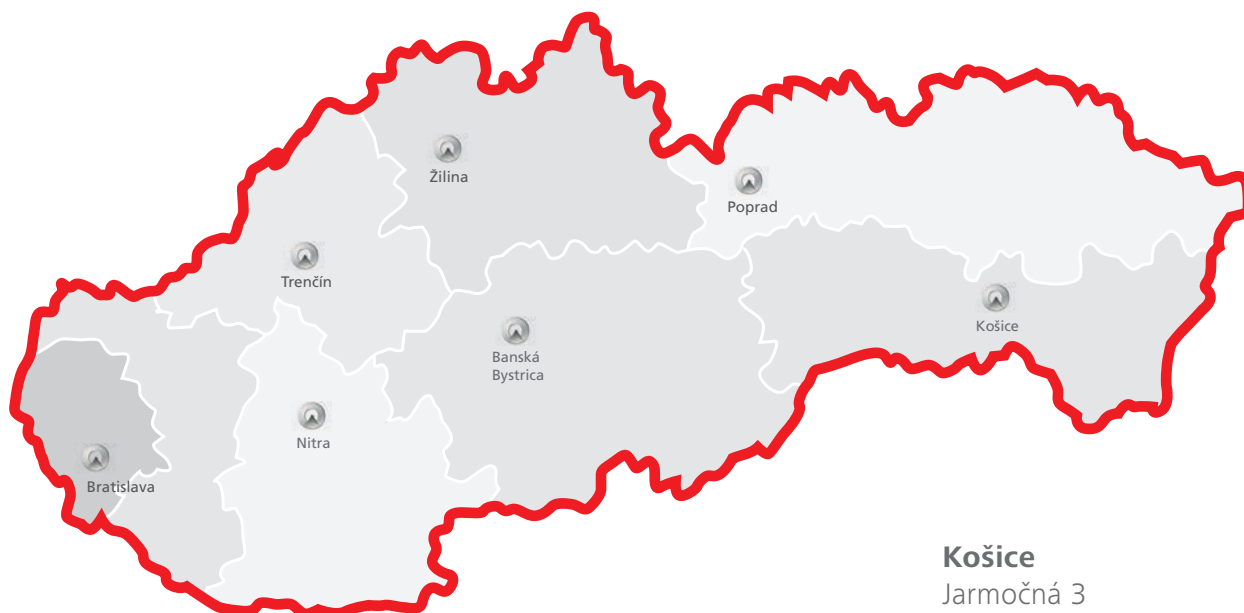 Žilina
Poprad
Trenčín
Košice
Banská
Bystrica
Nitra
Bratislava
Košice
Jarmočná 3